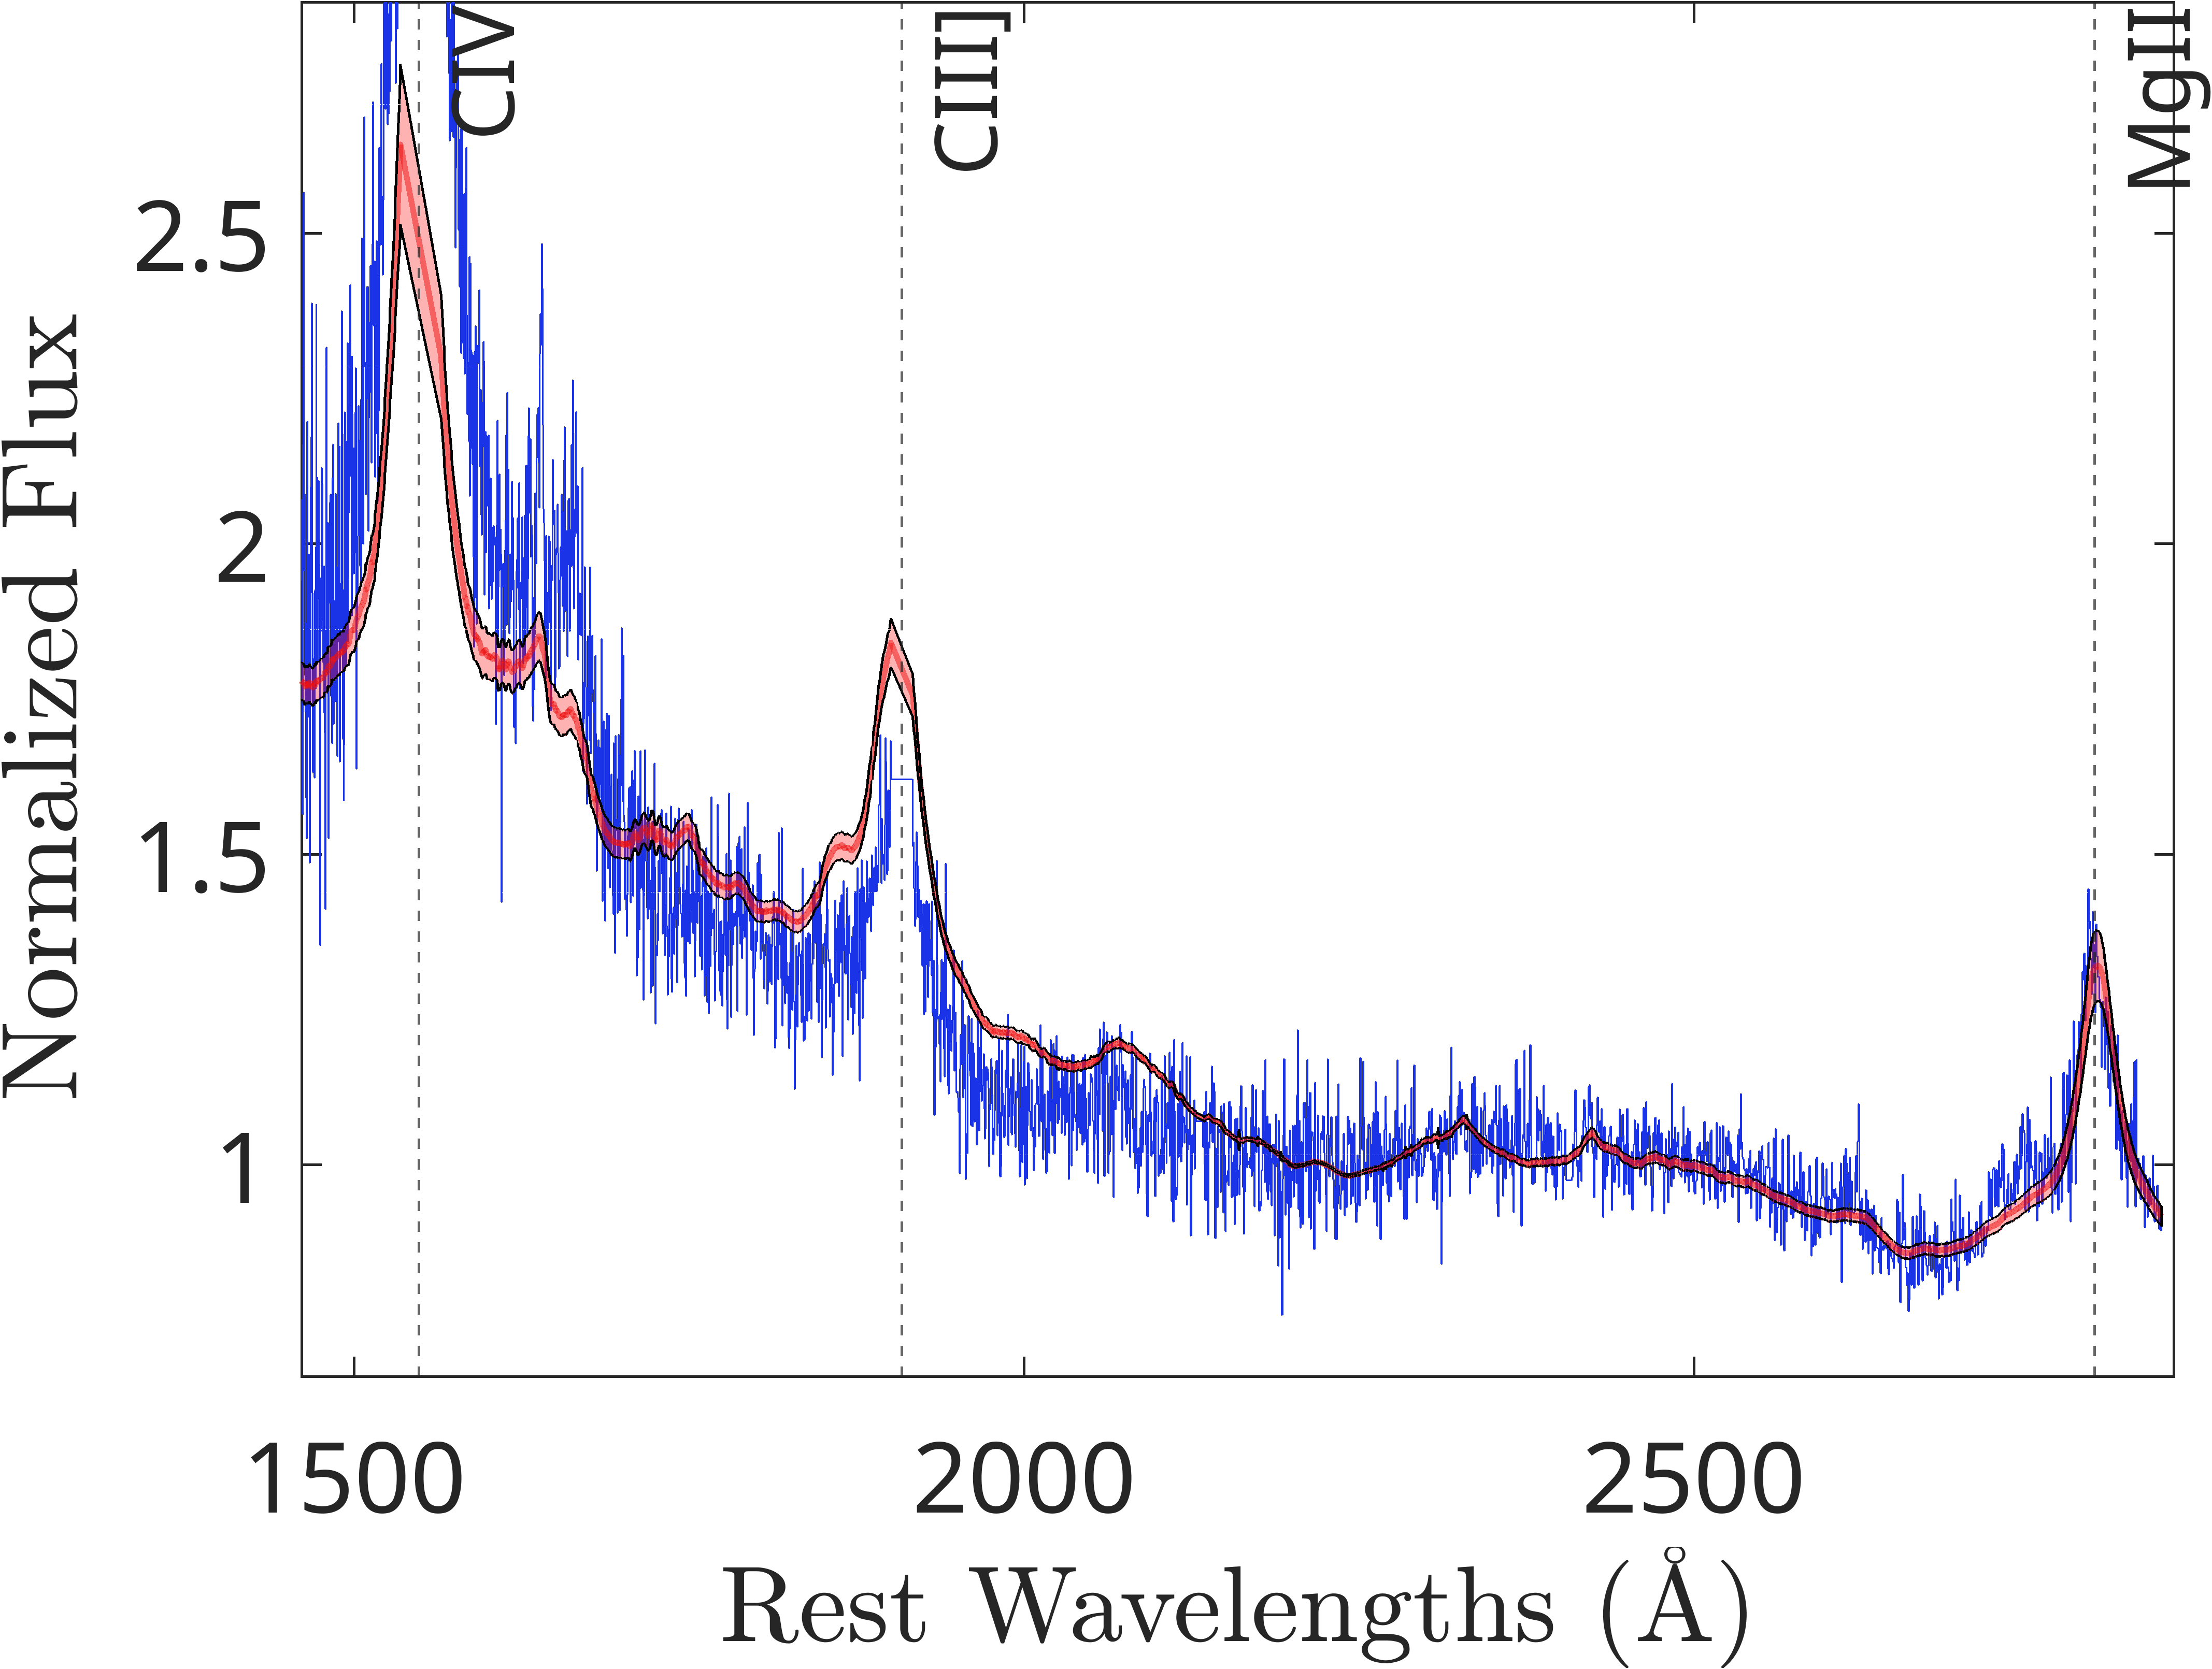 CIV
CIII]
MgII
2.5
2
1.5
1
Normalized Flux
1500
2000
2500
Rest Wavelengths (Å)